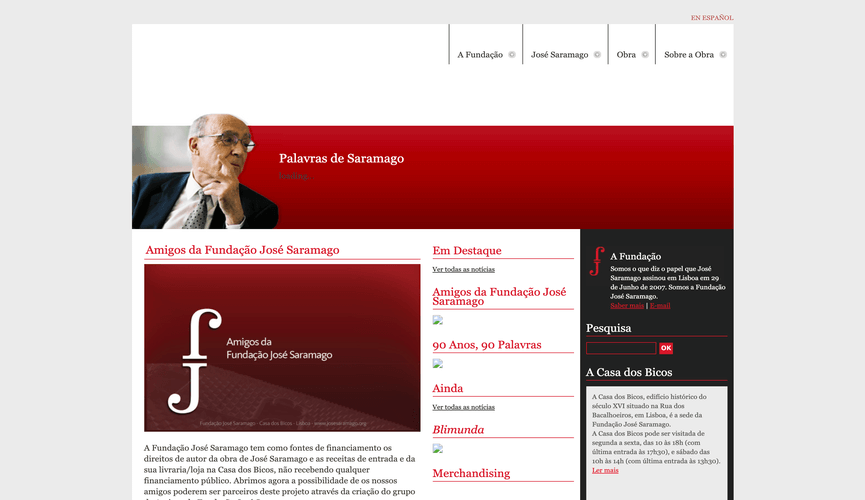 EN ESPAÑOL
A Fundação
José Saramago
Obra
Sobre a Obra
Palavras de Saramago
Amigos da Fundação José Saramago
Amigos da
Fundação José Saramago
Fundação José Saramago · Casa dos Bicos · Lisboa · www.josesaramago.org
A Fundação José Saramago tem como fontes de financiamento os
direitos de autor da obra de José Saramago e as receitas de entrada e da
sua livraria/loja na Casa dos Bicos, não recebendo qualquer
financiamento público. Abrimos agora a possibilidade de os nossos
amigos poderem ser parceiros deste projeto através da criação do grupo
Em Destaque
Ver todas as notícias
Amigos da Fundação José
Saramago
90 Anos, 90 Palavras
Ainda
Ver todas as notícias
Blimunda
Merchandising
A Fundação
Somos o que diz o papel que José
Saramago assinou em Lisboa em 29
de Junho de 2007. Somos a Fundação
José Saramago.
Saber mais | E-mail
Pesquisa
OK
A Casa dos Bicos
A Casa dos Bicos, edifício histórico do
século XVI situado na Rua dos
Bacalhoeiros, em Lisboa, é a sede da
Fundação José Saramago.
A Casa dos Bicos pode ser visitada de
segunda a sexta, das 10 às 18h (com
última entrada às 17h30), e sábado das
10h às 14h (com última entrada às 13h30).
Ler mais